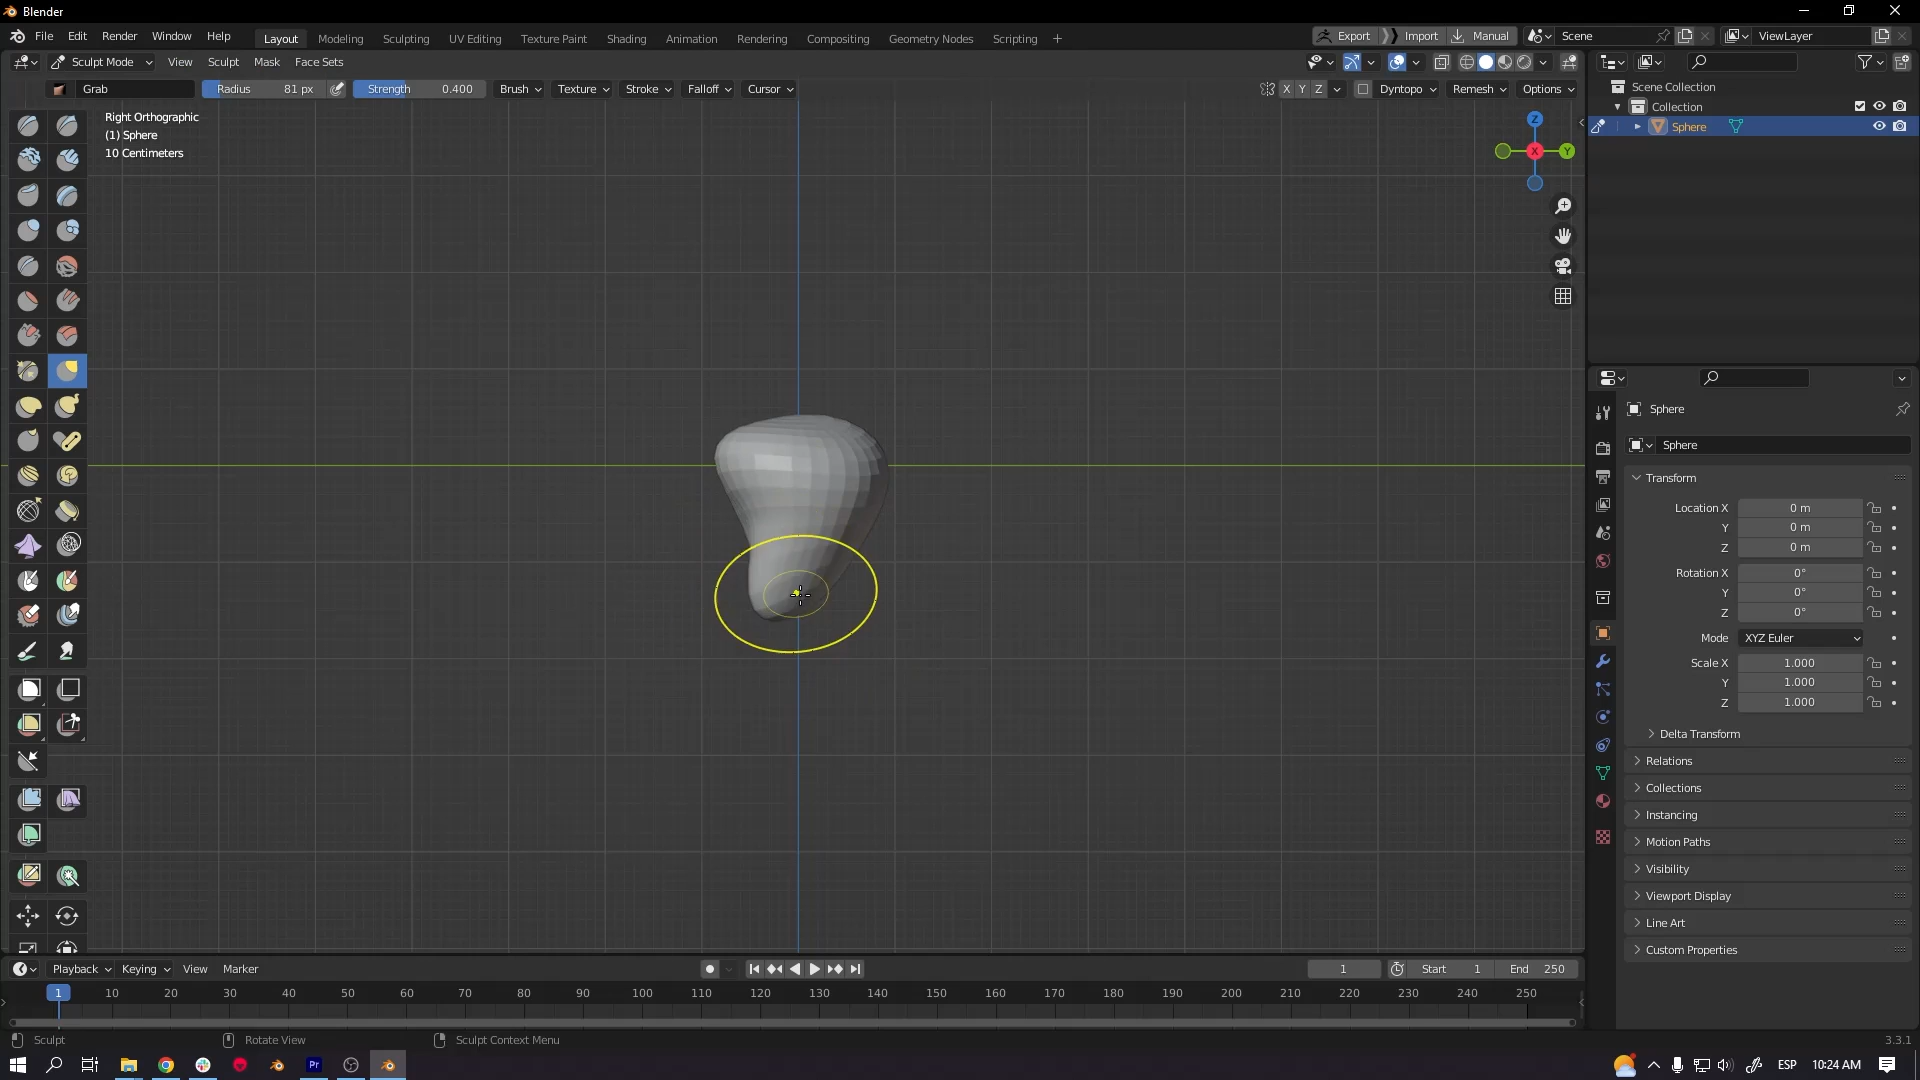 Blender
File Edit Render Window Help Layout Modeling Sculpting UV Editing Texture Paint Shading Animation Rendering Compositing Geometry Nodes Scripting + Export Import Manual Scene ViewLayer
Sculpt Mode View Sculpt Mask Face Sets
Grab Radius 81 px Strength 0.400 Brush Texture Stroke Falloff Cursor X Y Z Dyntopo Remesh Options
Right Orthographic
(1) Sphere
10 Centimeters
Z
X
Y
Scene Collection
Collection
Sphere
Sphere
Sphere
Transform
Location X 0 m
Y 0 m
Z 0 m
Rotation X 0°
Y 0°
Z 0°
Mode XYZ Euler
Scale X 1.000
Y 1.000
Z 1.000
Delta Transform
Relations
Collections
Instancing
Motion Paths
Visibility
Viewport Display
Line Art
Custom Properties
Playback Keying View Marker 1 Start 1 End 250
1 10 20 30 40 50 60 70 80 90 100 110 120 130 140 150 160 170 180 190 200 210 220 230 240 250
Sculpt Rotate View Sculpt Context Menu 3.3.1
Pr ESP 10:24 AM